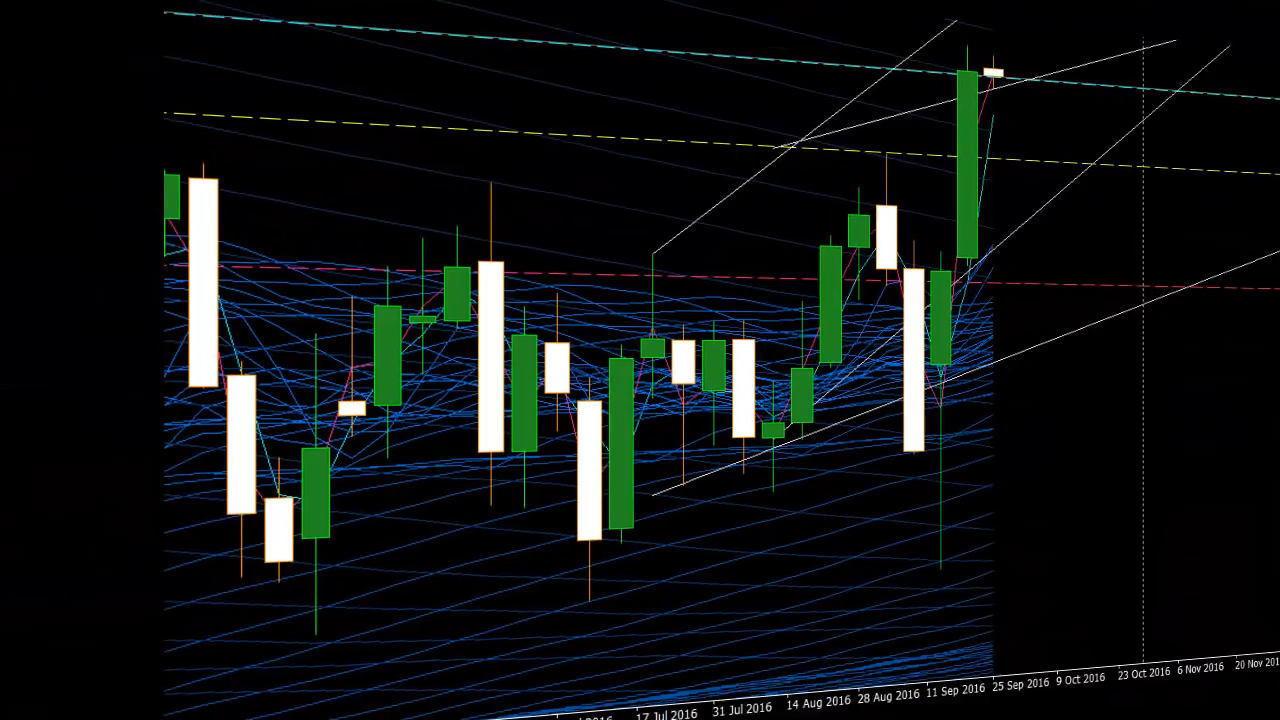 17 Jul 2016
31 Jul 2016
14 Aug 2016
28 Aug 2016
11 Sep 2016
25 Sep 2016
9 Oct 2016
23 Oct 2016
6 Nov 2016
20 Nov